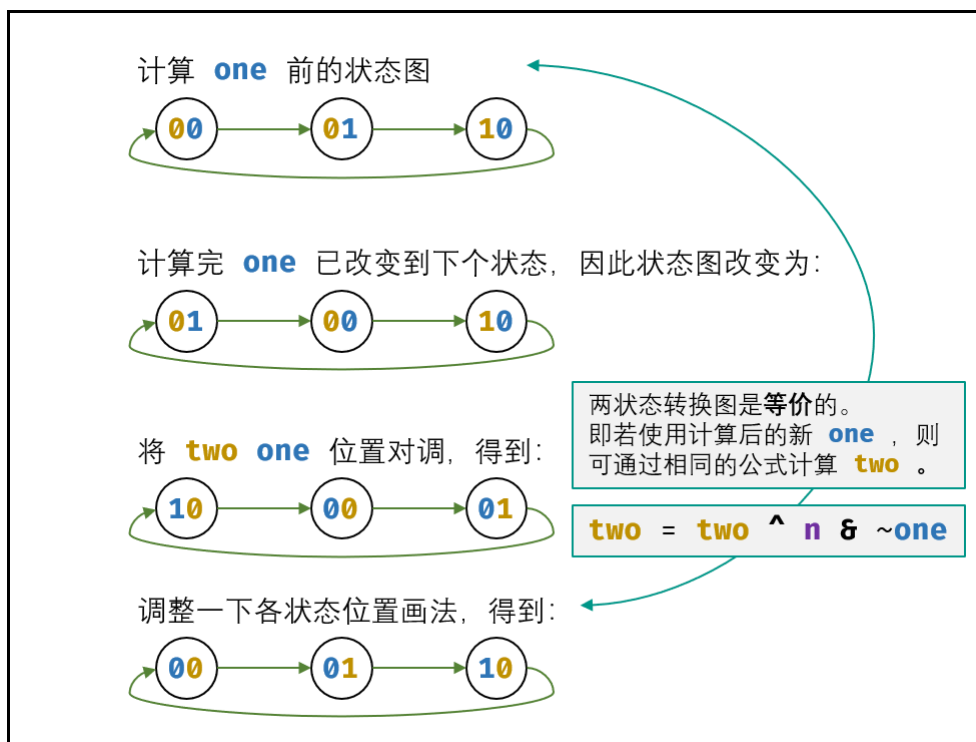 计算 one 前的状态图
00 01 10
计算完 one 已改变到下个状态，因此状态图改变为：
01 00 10
两状态转换图是等价的。
即若使用计算后的新 one ，则
可通过相同的公式计算 two 。
将 two one 位置对调，得到：
10 00 01
two = two ^ n & ~one
调整一下各状态位置画法，得到：
00 01 10